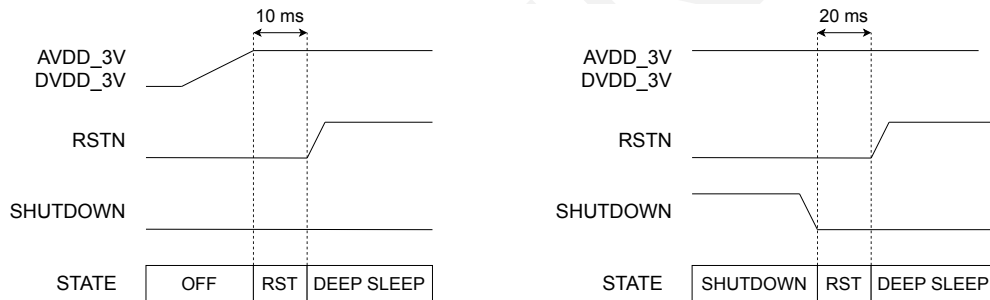 10 ms
AVDD_3V
DVDD_3V
RSTN
SHUTDOWN
STATE OFF RST DEEP SLEEP
20 ms
AVDD_3V
DVDD_3V
RSTN
SHUTDOWN
STATE SHUTDOWN RST DEEP SLEEP